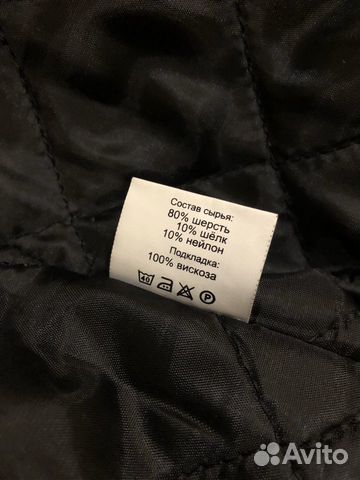 Состав сырья:
80% шерсть
10% шёлк
10% нейлон
Подкладка:
100% вискоза
40 P
Avito